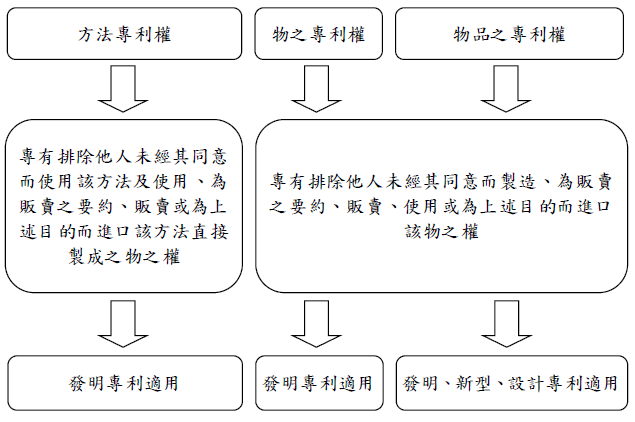 方法專利權
物之專利權
物品之專利權
專有排除他人未經其同意
而使用該方法及使用、為
販賣之要約、販賣或為上
述目的而進口該方法直接
製成之物之權
專有排除他人未經其同意而製造、為販賣
之要約、販賣、使用或為上述目的而進口
該物之權
發明專利適用
發明專利適用
發明、新型、設計專利適用